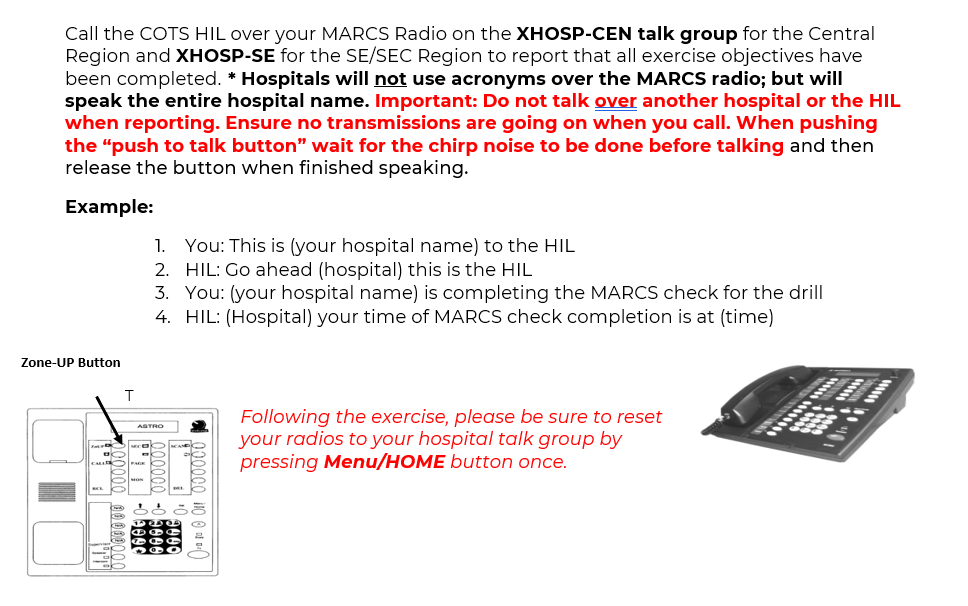 Call the COTS HIL over your MARCS Radio on the XHOSP-CEN talk group for the Central
Region and XHOSP-SE for the SE/SEC Region to report that all exercise objectives have
been completed. * Hospitals will not use acronyms over the MARCS radio; but will
speak the entire hospital name. Important: Do not talk over another hospital or the HIL
when reporting. Ensure no transmissions are going on when you call. When pushing
the “push to talk button” wait for the chirp noise to be done before talking and then
release the button when finished speaking.
Example:
1. You: This is (your hospital name) to the HIL
2. HIL: Go ahead (hospital) this is the HIL
3. You: (your hospital name) is completing the MARCS check for the drill
4. HIL: (Hospital) your time of MARCS check completion is at (time)
Zone-UP Button
T
Following the exercise, please be sure to reset
your radios to your hospital talk group by
pressing Menu/HOME button once.
ASTRO
SEC SCAN
CALL PAGE
MON
RCL DEL